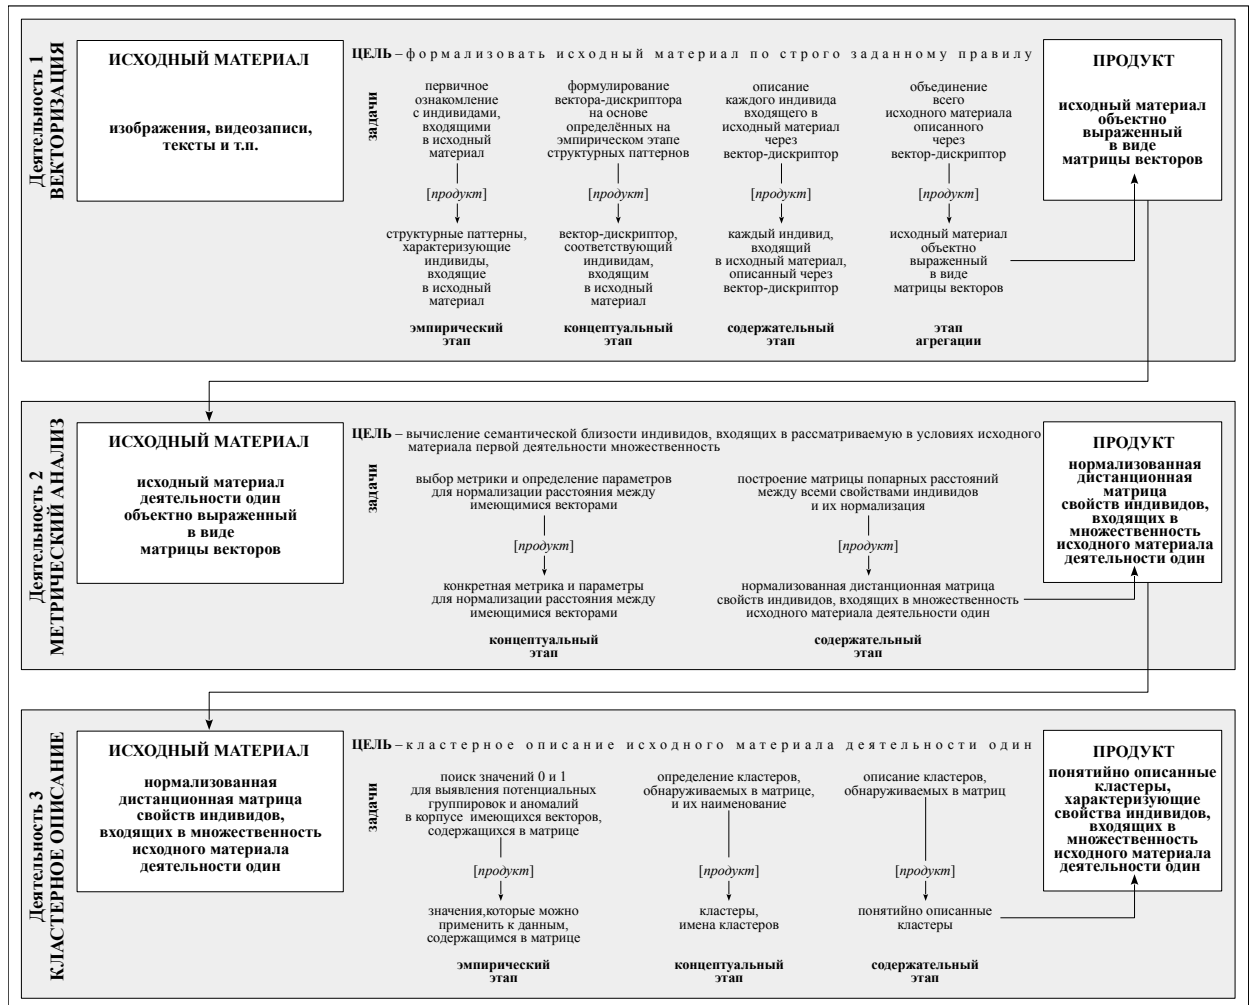 Деятельность 1
ВЕКТОРИЗАЦИЯ
ИСХОДНЫЙ МАТЕРИАЛ
изображения, видеозаписи,
тексты и т.п.
ЦЕЛЬ – формализовать исходный материал по строго заданному правилу
задачи
первичное
ознакомление
с индивидами,
входящими
в исходный
материал
[продукт]
структурные паттерны,
характеризующие
индивиды,
входящие
в исходный
материал
эмпирический
этап
формулирование
вектора-дискриптора
на основе
определённых на
эмпирическом этапе
структурных паттернов
[продукт]
вектор-дискриптор,
соответствующий
индивидам,
входящим
в исходный
материал
концептуальный
этап
описание
каждого индивида
входящего в
исходный материал
через
вектор-дискриптор
[продукт]
каждый индивид,
входящий
в исходный материал,
описанный через
вектор-дискриптор
содержательный
этап
объединение
всего
исходного материала
описанного
через
вектор-дискриптор
[продукт]
исходный материал
объектно
выраженный
в виде
матрицы векторов
этап
агрегации
ПРОДУКТ
исходный материал
объектно
выраженный
в виде
матрицы векторов
Деятельность 2
МЕТРИЧЕСКИЙ АНАЛИЗ
ИСХОДНЫЙ МАТЕРИАЛ
исходный материал
деятельности один
объектно выраженный
в виде
матрицы векторов
ЦЕЛЬ – вычисление семантической близости индивидов, входящих в рассматриваемую в условиях исходного
материала первой деятельности множественность
задачи
выбор метрики и определение параметров
для нормализации расстояния между
имеющимися векторами
[продукт]
конкретная метрика и параметры
для нормализации расстояния между
имеющимися векторами
концептуальный
этап
построение матрицы попарных расстояний
между всеми свойствами индивидов
и их нормализация
[продукт]
нормализованная дистанционная матрица
свойств индивидов, входящих в множественность
исходного материала деятельности один
содержательный
этап
ПРОДУКТ
нормализованная
дистанционная
матрица
свойств индивидов,
входящих в
множественность
исходного материала
деятельности один
Деятельность 3
КЛАСТЕРНОЕ ОПИСАНИЕ
ИСХОДНЫЙ МАТЕРИАЛ
нормализованная
дистанционная матрица
свойств индивидов,
входящих в множественность
исходного материала
деятельности один
ЦЕЛЬ – кластерное описание исходного материала деятельности один
задачи
поиск значений 0 и 1
для выявления потенциальных
группировок и аномалий
в корпусе имеющихся векторов,
содержащихся в матрице
[продукт]
значения,которые можно
применить к данным,
содержащимся в матрице
эмпирический
этап
определение кластеров,
обнаруживаемых в матрице,
и их наименование
[продукт]
кластеры,
имена кластеров
концептуальный
этап
описание кластеров,
обнаруживаемых в матриц
[продукт]
понятийно описанные
кластеры
содержательный
этап
ПРОДУКТ
понятийно описанные
кластеры,
характеризующие
свойства индивидов,
входящих в
множественность
исходного материала
деятельности один